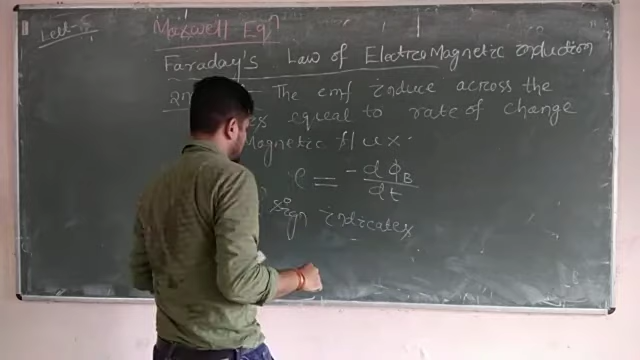 Lect-5
Maxwell Eqⁿ
Faraday's Law of ElectroMagnetic induction
The emf induce across the
equal to rate of change
Magnetic flux.
e = -dϕ_B/dt
sign indicates